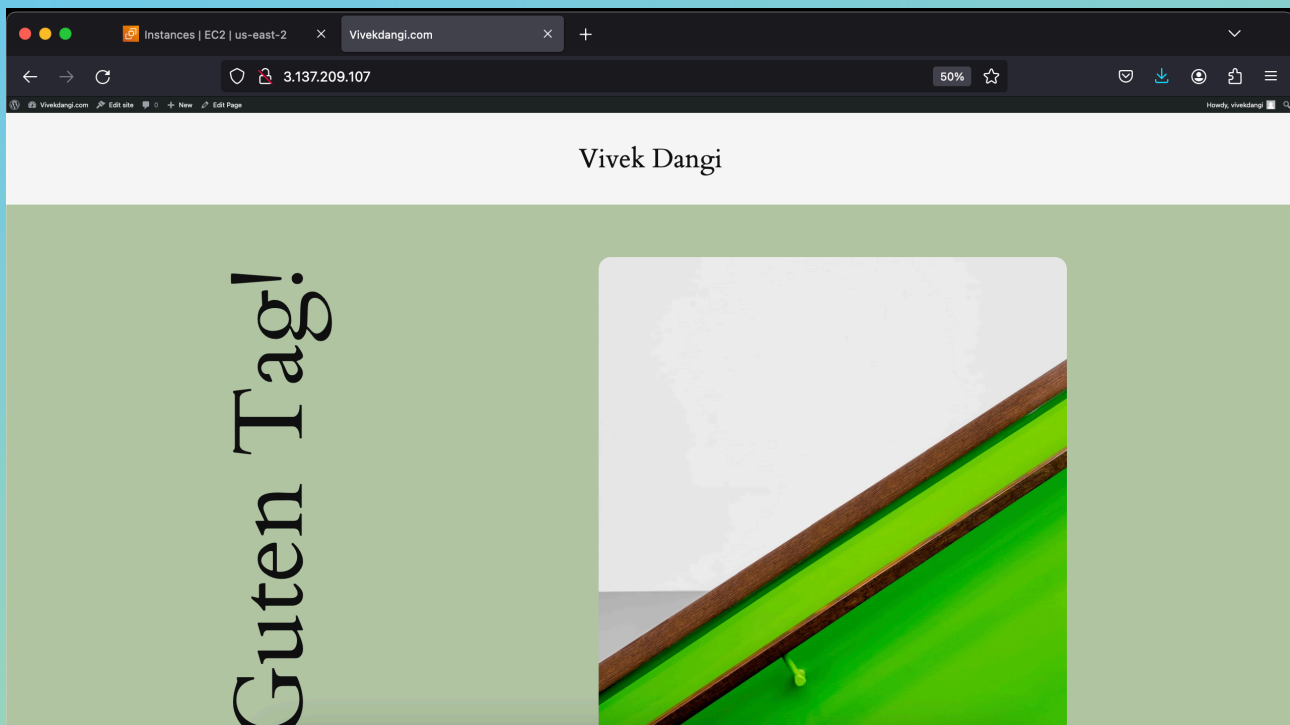 Instances | EC2 | us-east-2
Vivekdangi.com
3.137.209.107
50%
Vivekdangi.com Edit site 0 New Edit Page
Howdy, vivekdangi
Vivek Dangi
Guten Tag!